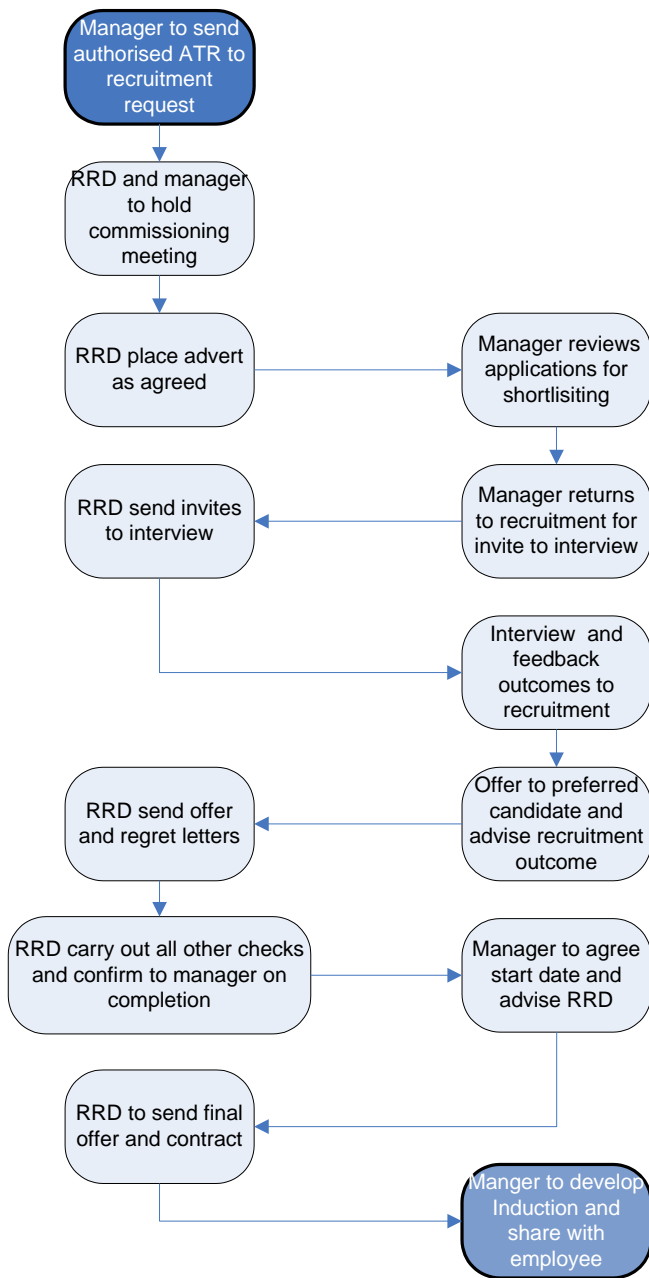 Manager to send
authorised ATR to
recruitment
request
RRD and manager
to hold
commissioning
meeting
RRD place advert
as agreed
Manager reviews
applications for
shortlisiting
Manager returns
to recruitment for
invite to interview
RRD send invites
to interview
Interview and
feedback
outcomes to
recruitment
Offer to preferred
candidate and
advise recruitment
outcome
RRD send offer
and regret letters
RRD carry out all other checks
and confirm to manager on
completion
Manager to agree
start date and
advise RRD
RRD to send final
offer and contract
Manger to develop
Induction and
share with
employee